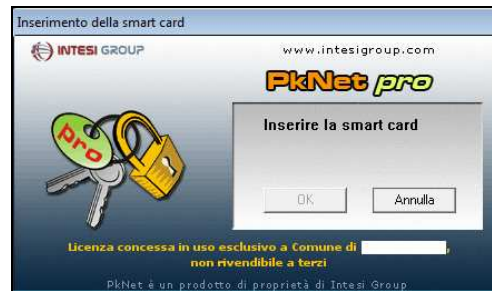 Inserimento della smart card
INTESI GROUP
www.intesigroup.com
PkNet pro
pro
Inserire la smart card
OK
Annulla
Licenza concessa in uso esclusivo a Comune di ,
non rivendibile a terzi
PkNet è un prodotto di proprietà di Intesi Group